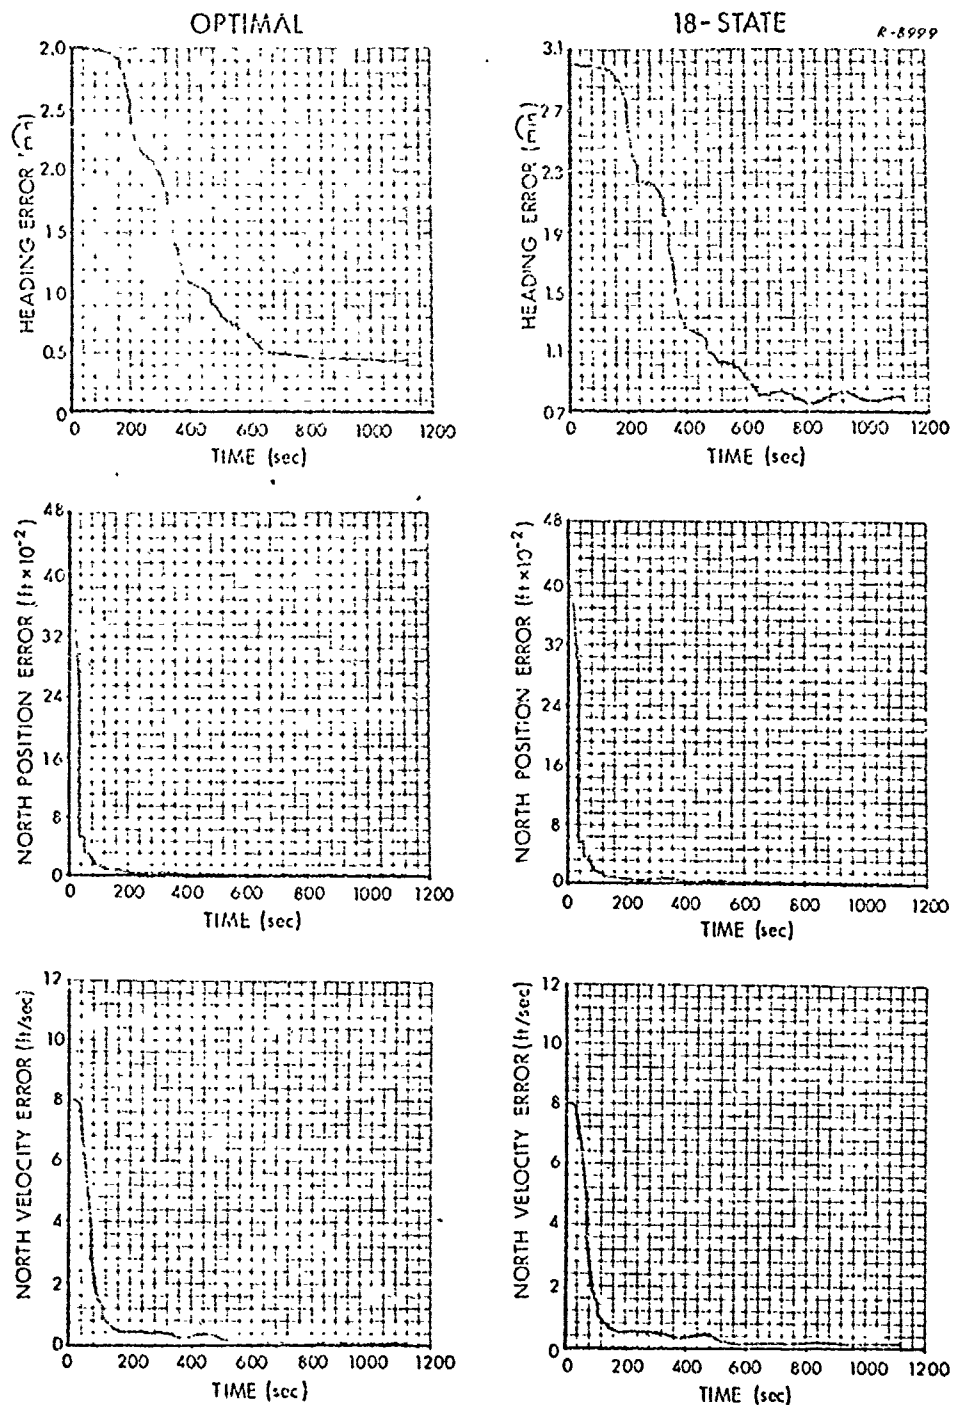 OPTIMAL
18-STATE
R-8999
HEADING ERROR
2.0
2.5
2.0
1.5
1.0
0.5
0
0 200 400 600 800 1000 1200
TIME (sec)
HEADING ERROR
3.1
2.7
2.3
1.9
1.5
1.1
0.7
0 200 400 600 800 1000 1200
TIME (sec)
NORTH POSITION ERROR (ft×10⁻²)
48
40
32
24
16
8
0
0 200 400 600 800 1000 1200
TIME (sec)
NORTH POSITION ERROR (ft×10⁻²)
48
40
32
24
16
8
0
0 200 400 600 800 1000 1200
TIME (sec)
NORTH VELOCITY ERROR (ft/sec)
12
10
8
6
4
2
0
0 200 400 600 800 1000 1200
TIME (sec)
NORTH VELOCITY ERROR (ft/sec)
12
10
8
6
4
2
0
0 200 400 600 800 1000 1200
TIME (sec)